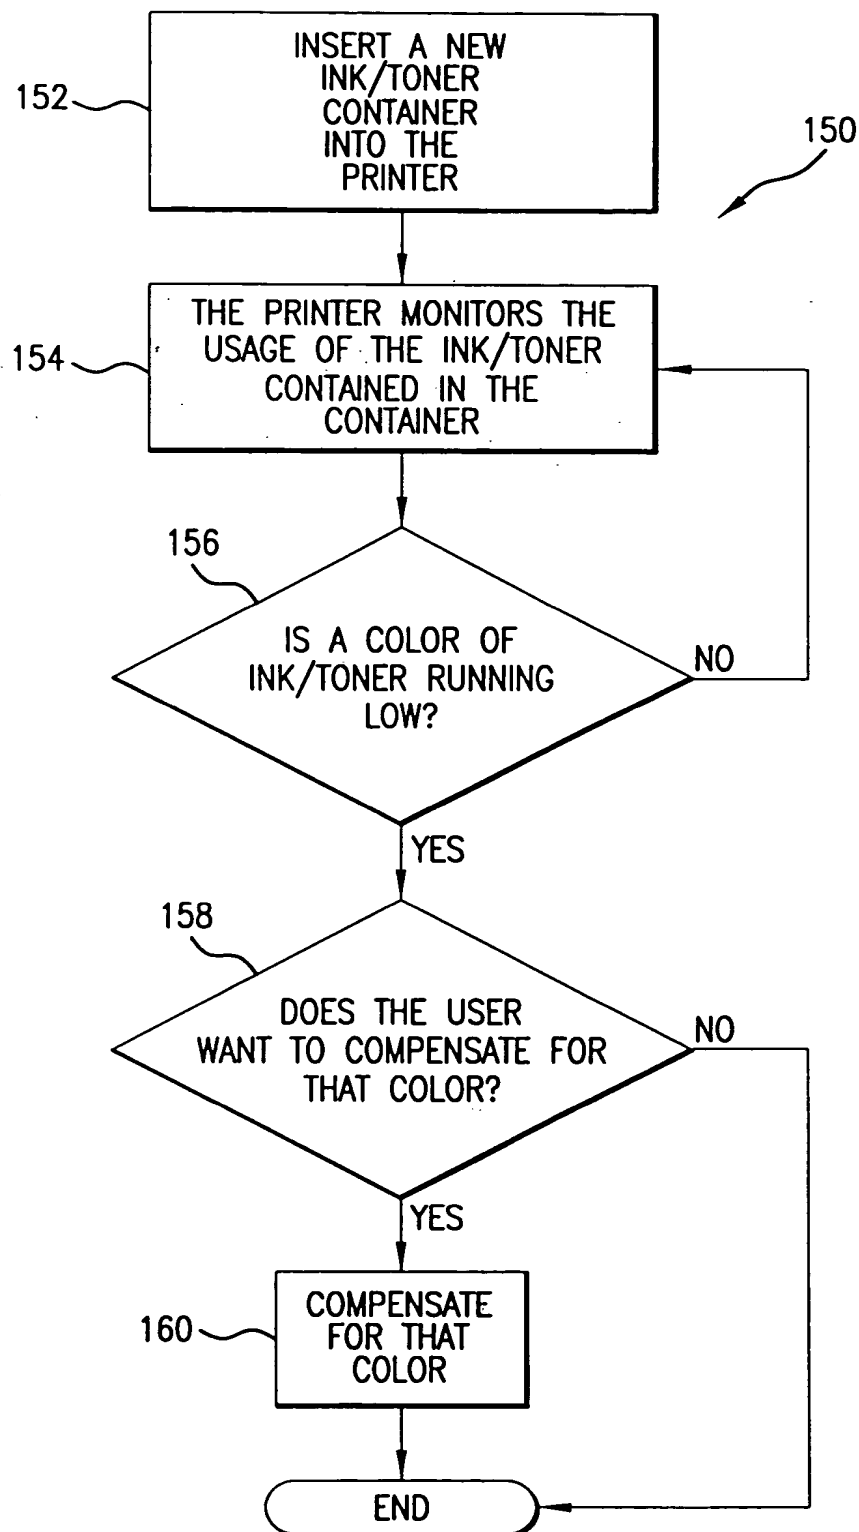 INSERT A NEW
INK/TONER
CONTAINER
INTO THE
PRINTER
152
150
THE PRINTER MONITORS THE
USAGE OF THE INK/TONER
CONTAINED IN THE
CONTAINER
154
156
IS A COLOR OF
INK/TONER RUNNING
LOW?
NO
YES
158
DOES THE USER
WANT TO COMPENSATE FOR
THAT COLOR?
NO
YES
COMPENSATE
FOR THAT
COLOR
160
END